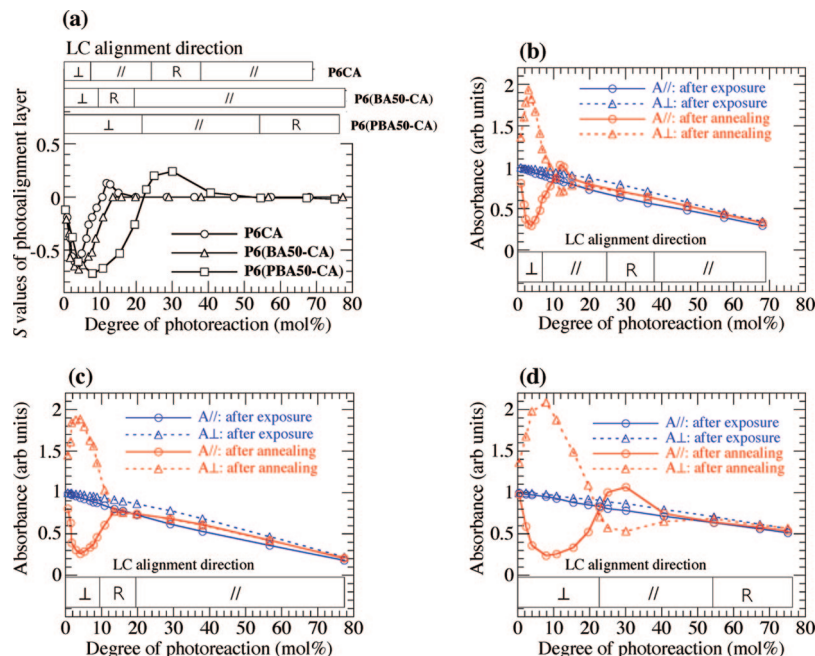 (a)
LC alignment direction
⊥ // R // P6CA
⊥ R // P6(BA50-CA)
⊥ // R P6(PBA50-CA)
S values of photoalignment layer
0.5
0
-0.5
P6CA
P6(BA50-CA)
P6(PBA50-CA)
0 10 20 30 40 50 60 70 80
Degree of photoreaction (mol%)
(b)
Absorbance (arb units)
2
1.5
1
0.5
0
A//: after exposure
A⊥: after exposure
A//: after annealing
A⊥: after annealing
LC alignment direction
⊥ // R //
0 10 20 30 40 50 60 70
Degree of photoreaction (mol%)
(c)
Absorbance (arb units)
2
1.5
1
0.5
0
A//: after exposure
A⊥: after exposure
A//: after annealing
A⊥: after annealing
LC alignment direction
⊥ R //
0 10 20 30 40 50 60 70 80
Degree of photoreaction (mol%)
(d)
Absorbance (arb units)
2
1.5
1
0.5
0
A//: after exposure
A⊥: after exposure
A//: after annealing
A⊥: after annealing
LC alignment direction
⊥ // R
0 10 20 30 40 50 60 70 80
Degree of photoreaction (mol%)